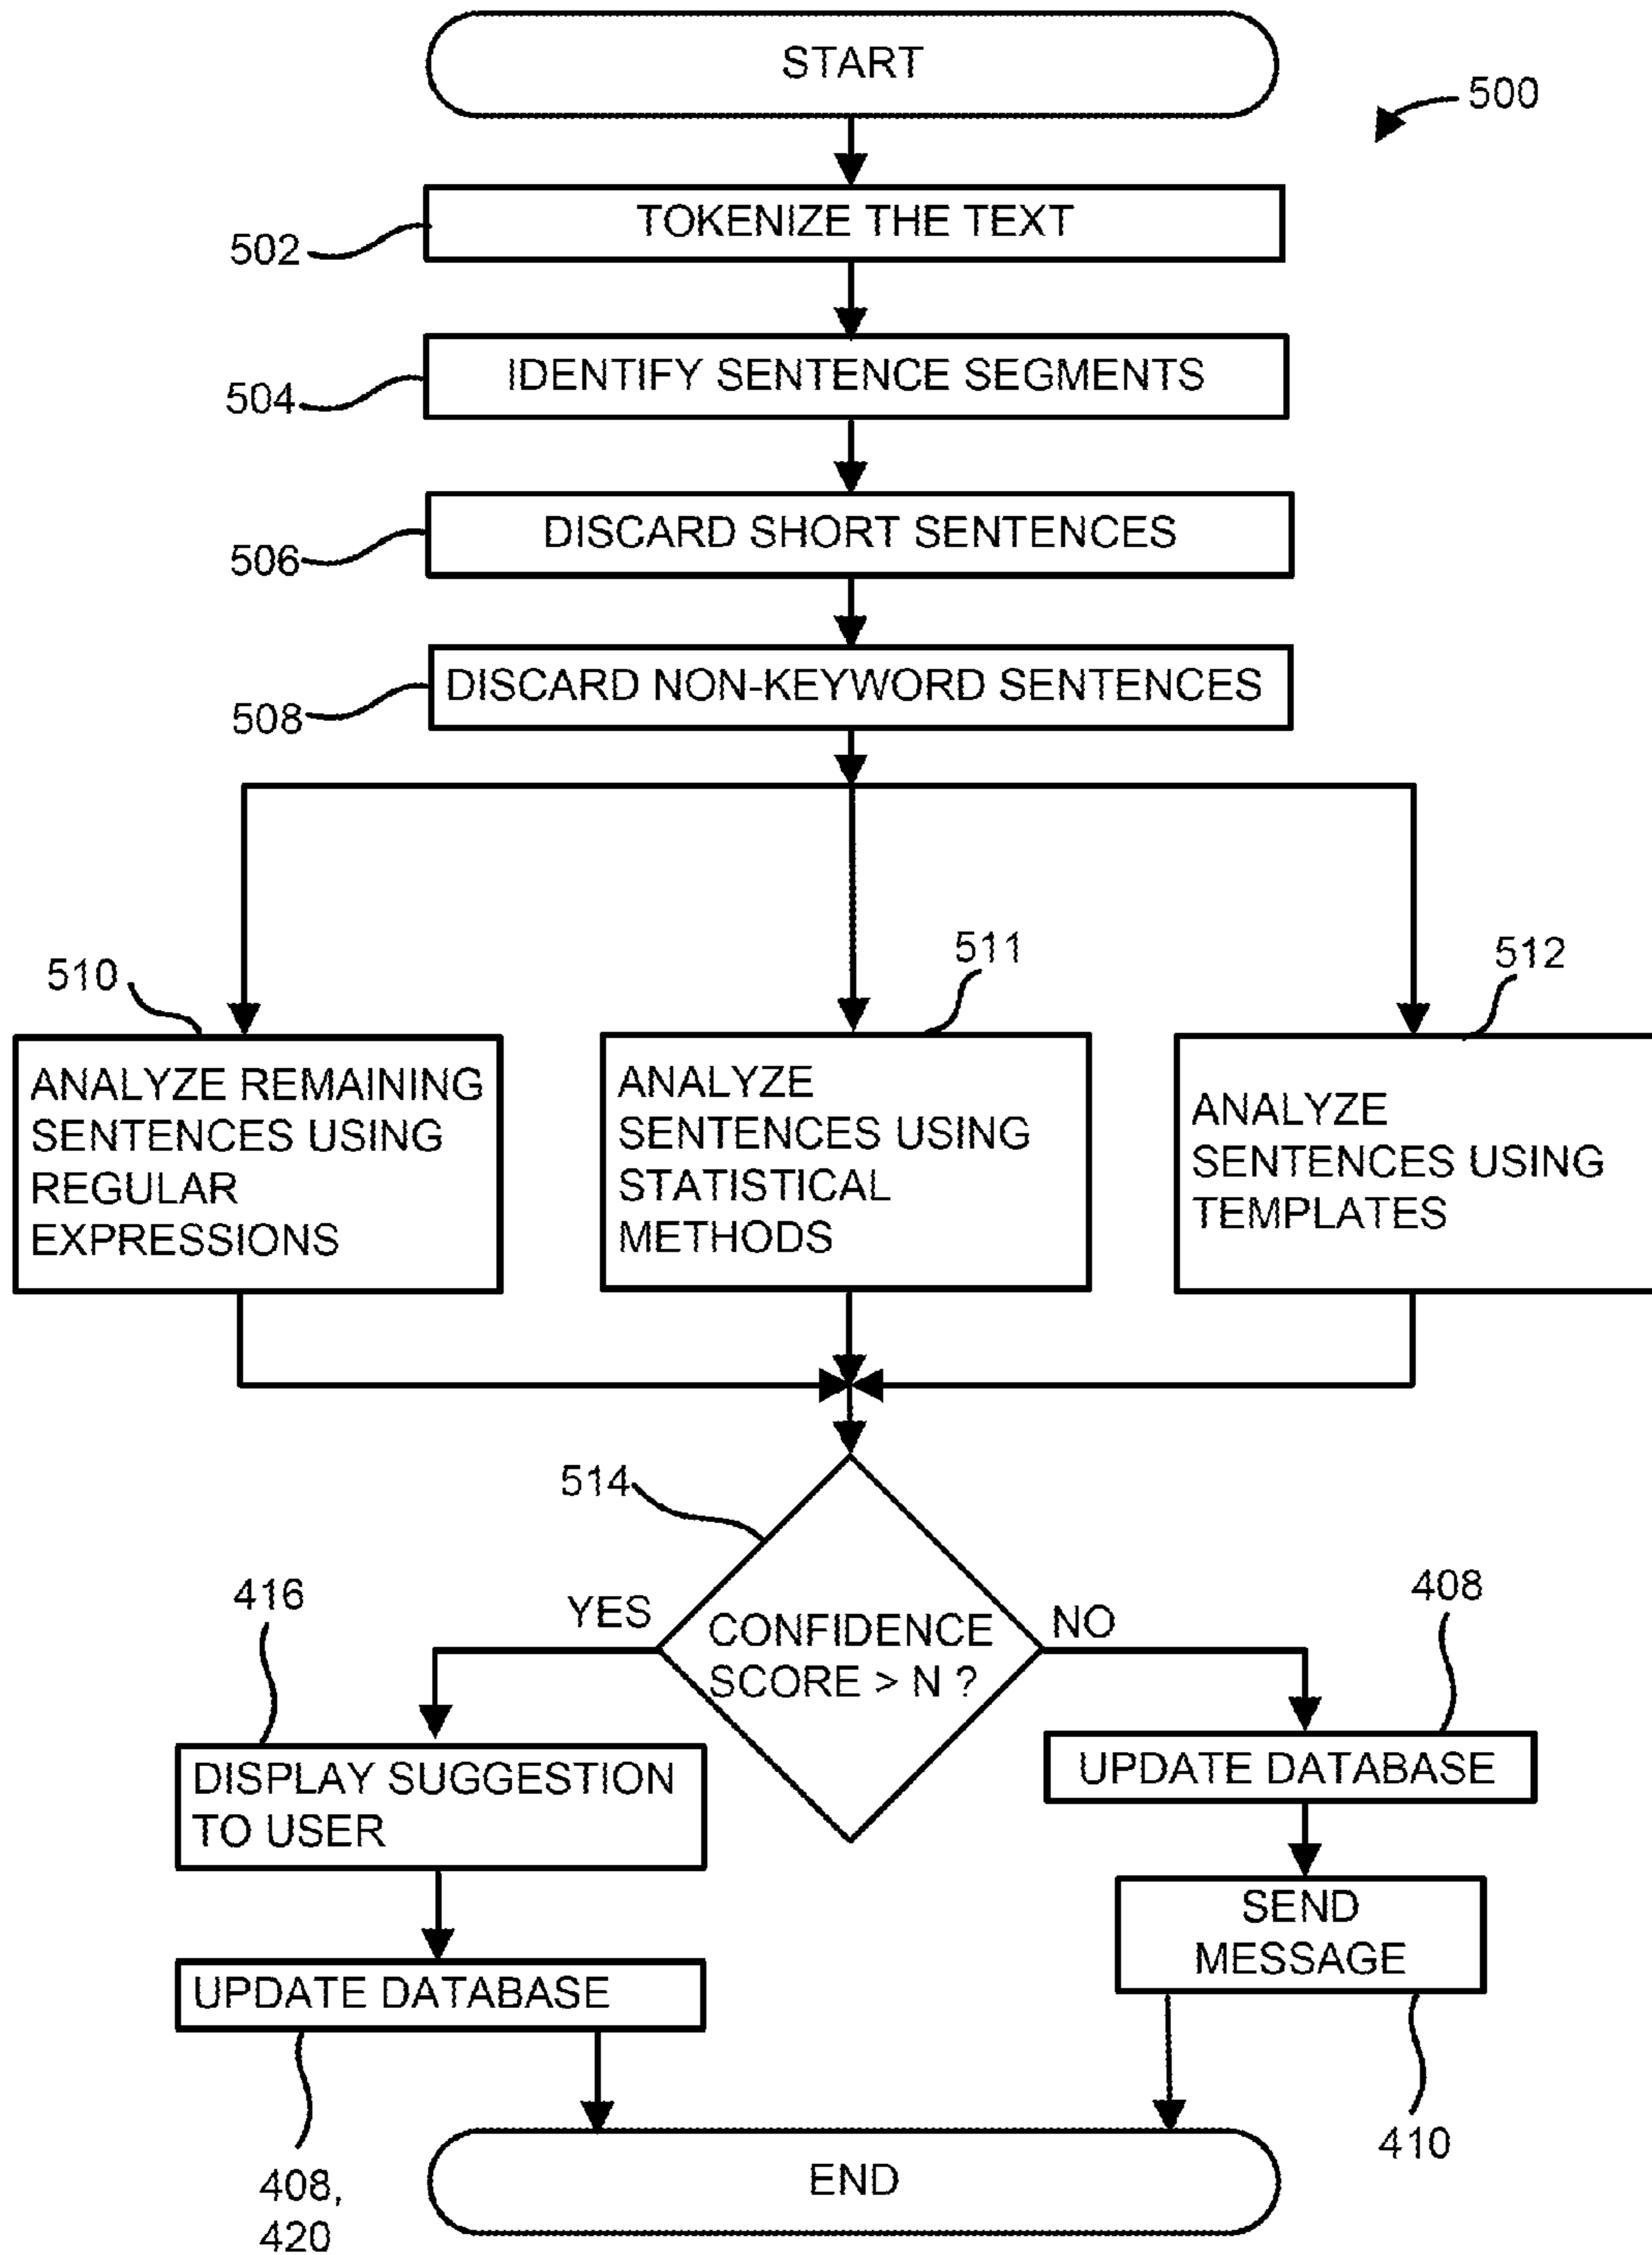 START
500
TOKENIZE THE TEXT
502
IDENTIFY SENTENCE SEGMENTS
504
DISCARD SHORT SENTENCES
506
DISCARD NON-KEYWORD SENTENCES
508
510
511
512
ANALYZE REMAINING
SENTENCES USING
REGULAR
EXPRESSIONS
ANALYZE
SENTENCES USING
STATISTICAL
METHODS
ANALYZE
SENTENCES USING
TEMPLATES
514
416
YES
CONFIDENCE
SCORE > N ?
NO
408
DISPLAY SUGGESTION
TO USER
UPDATE DATABASE
SEND
MESSAGE
UPDATE DATABASE
410
408,
420
END